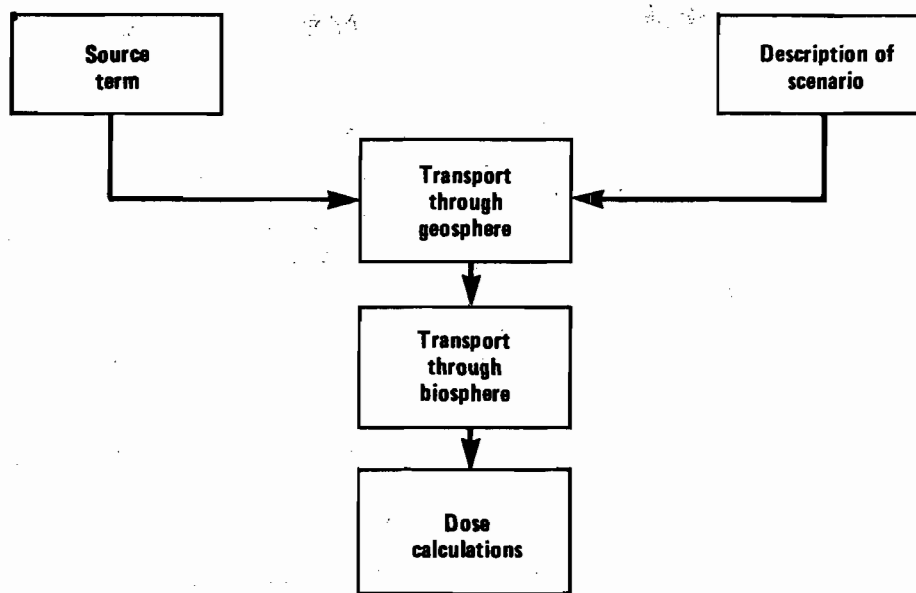 Source
term
Description of
scenario
Transport
through
geosphere
Transport
through
biosphere
Dose
calculations